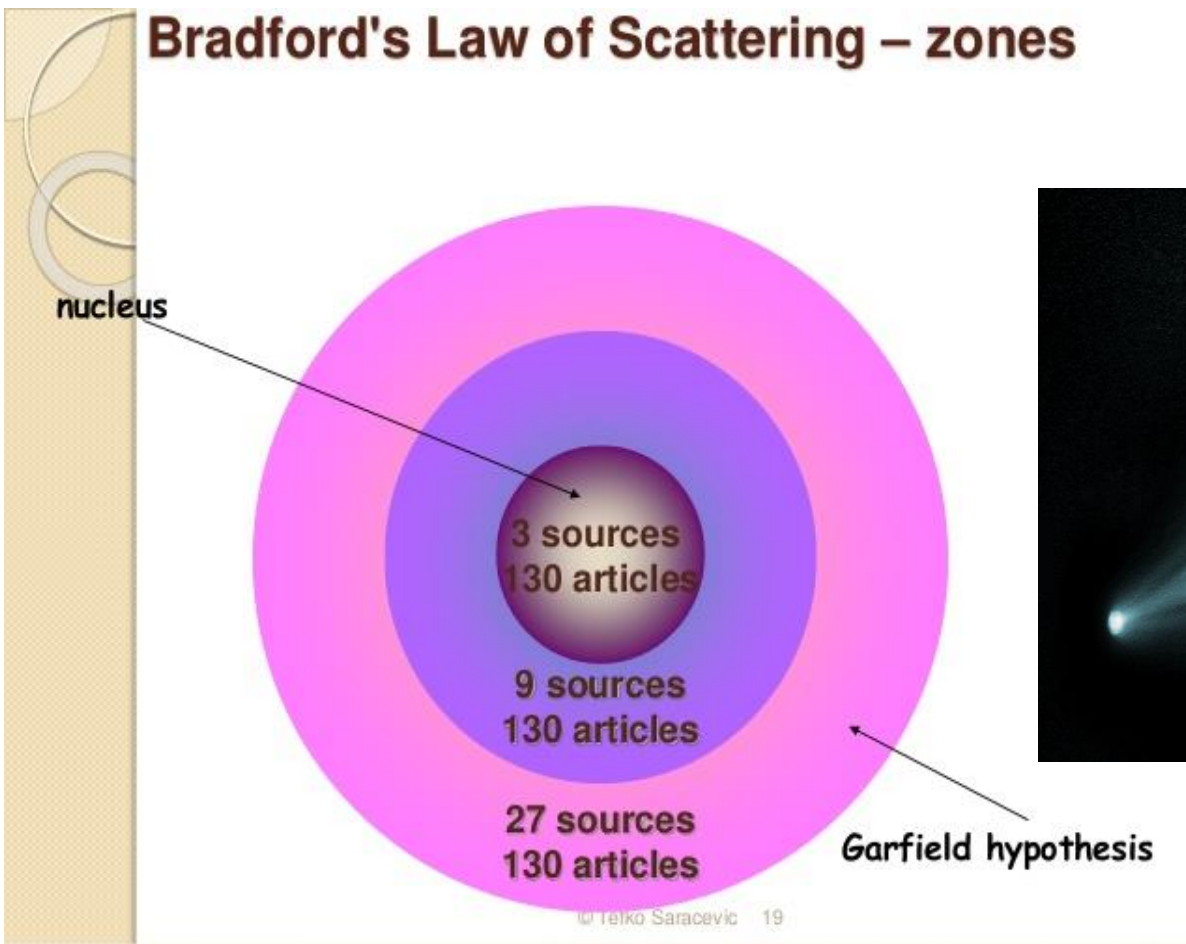 Bradford's Law of Scattering – zones
nucleus
3 sources
130 articles
9 sources
130 articles
27 sources
130 articles
Garfield hypothesis
© Tefko Saracevic 19